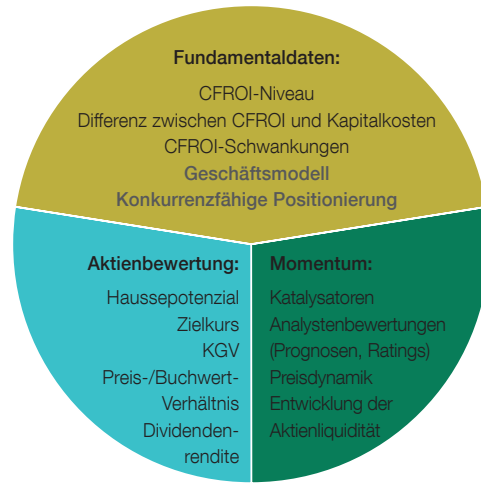 Fundamentaldaten:
CFROI-Niveau
Differenz zwischen CFROI und Kapitalkosten
CFROI-Schwankungen
Geschäftsmodell
Konkurrenzfähige Positionierung
Aktienbewertung:
Haussepotenzial
Zielkurs
KGV
Preis-/Buchwert-
Verhältnis
Dividenden-
rendite
Momentum:
Katalysatoren
Analystenbewertungen
(Prognosen, Ratings)
Preisdynamik
Entwicklung der
Aktienliquidität